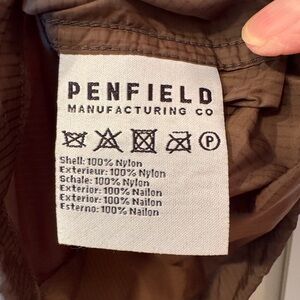 PENFIELD
MANUFACTURING CO
P
Shell: 100% Nylon
Exterieur: 100% Nylon
Schale: 100% Nylon
Exterior: 100% Nailon
Exterior: 100% Nailon
Esterno: 100% Nailon